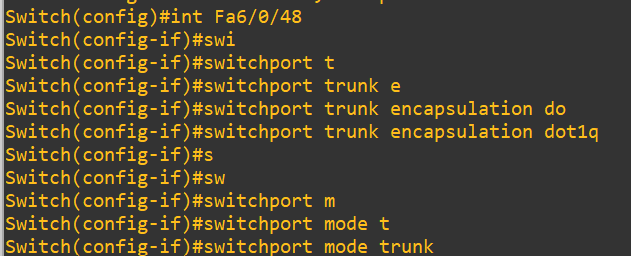 Switch(config)#int Fa6/0/48
Switch(config-if)#swi
Switch(config-if)#switchport t
Switch(config-if)#switchport trunk e
Switch(config-if)#switchport trunk encapsulation do
Switch(config-if)#switchport trunk encapsulation dot1q
Switch(config-if)#s
Switch(config-if)#sw
Switch(config-if)#switchport m
Switch(config-if)#switchport mode t
Switch(config-if)#switchport mode trunk